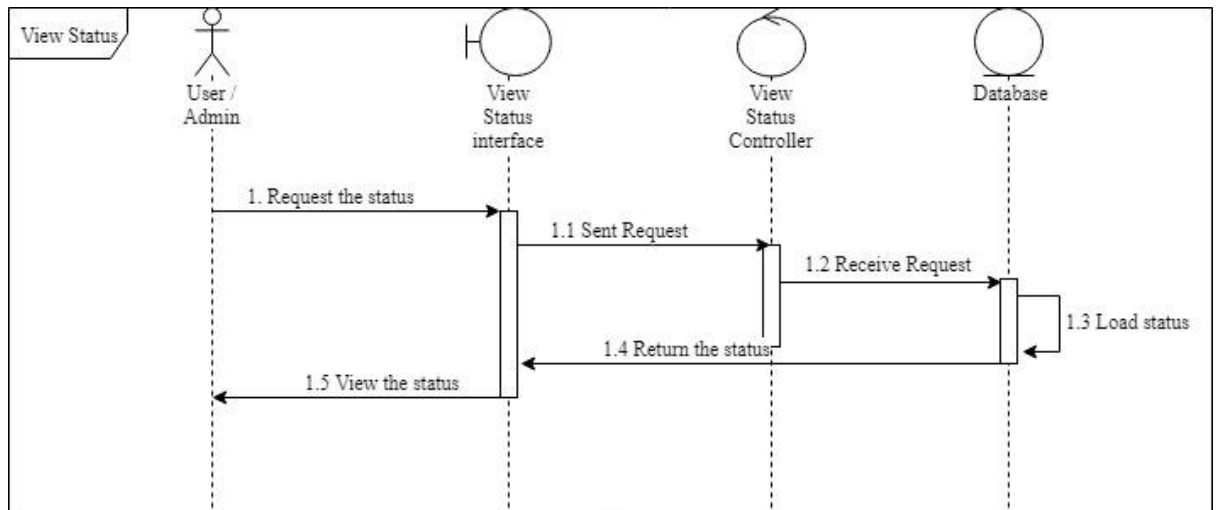 View Status
User /
Admin
View
Status
interface
View
Status
Controller
Database
1. Request the status
1.1 Sent Request
1.2 Receive Request
1.3 Load status
1.4 Return the status
1.5 View the status